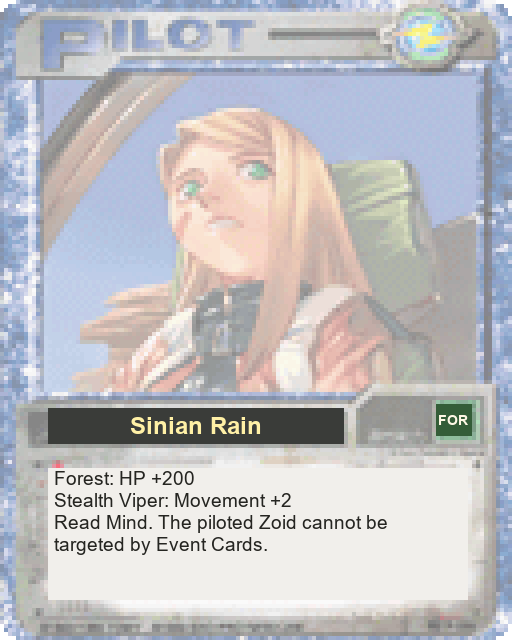 PILOT
Sinian Rain
FOR
Forest: HP +200
Stealth Viper: Movement +2
Read Mind. The piloted Zoid cannot be
targeted by Event Cards.